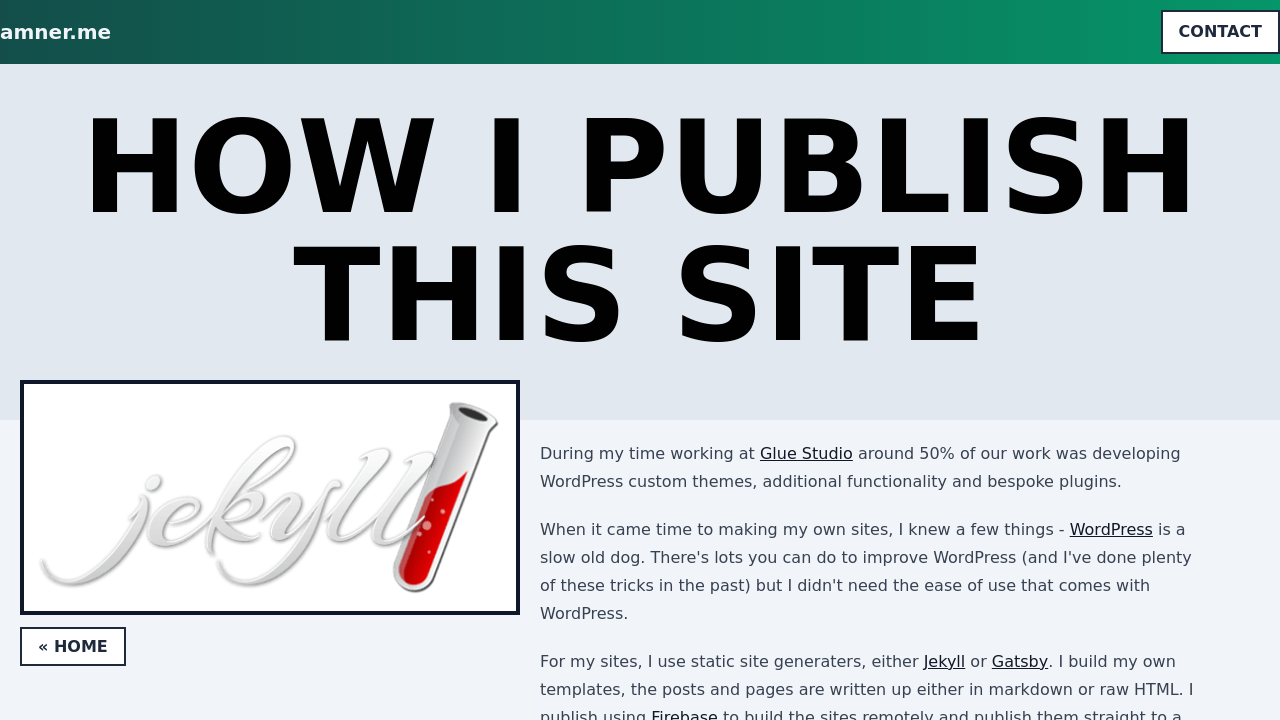 amner.me
CONTACT
HOW I PUBLISH
THIS SITE
jekyll
« HOME
During my time working at Glue Studio around 50% of our work was developing
WordPress custom themes, additional functionality and bespoke plugins.
When it came time to making my own sites, I knew a few things - WordPress is a
slow old dog. There's lots you can do to improve WordPress (and I've done plenty
of these tricks in the past) but I didn't need the ease of use that comes with
WordPress.
For my sites, I use static site generaters, either Jekyll or Gatsby. I build my own
templates, the posts and pages are written up either in markdown or raw HTML. I
publish using Firebase to build the sites remotely and publish them straight to a